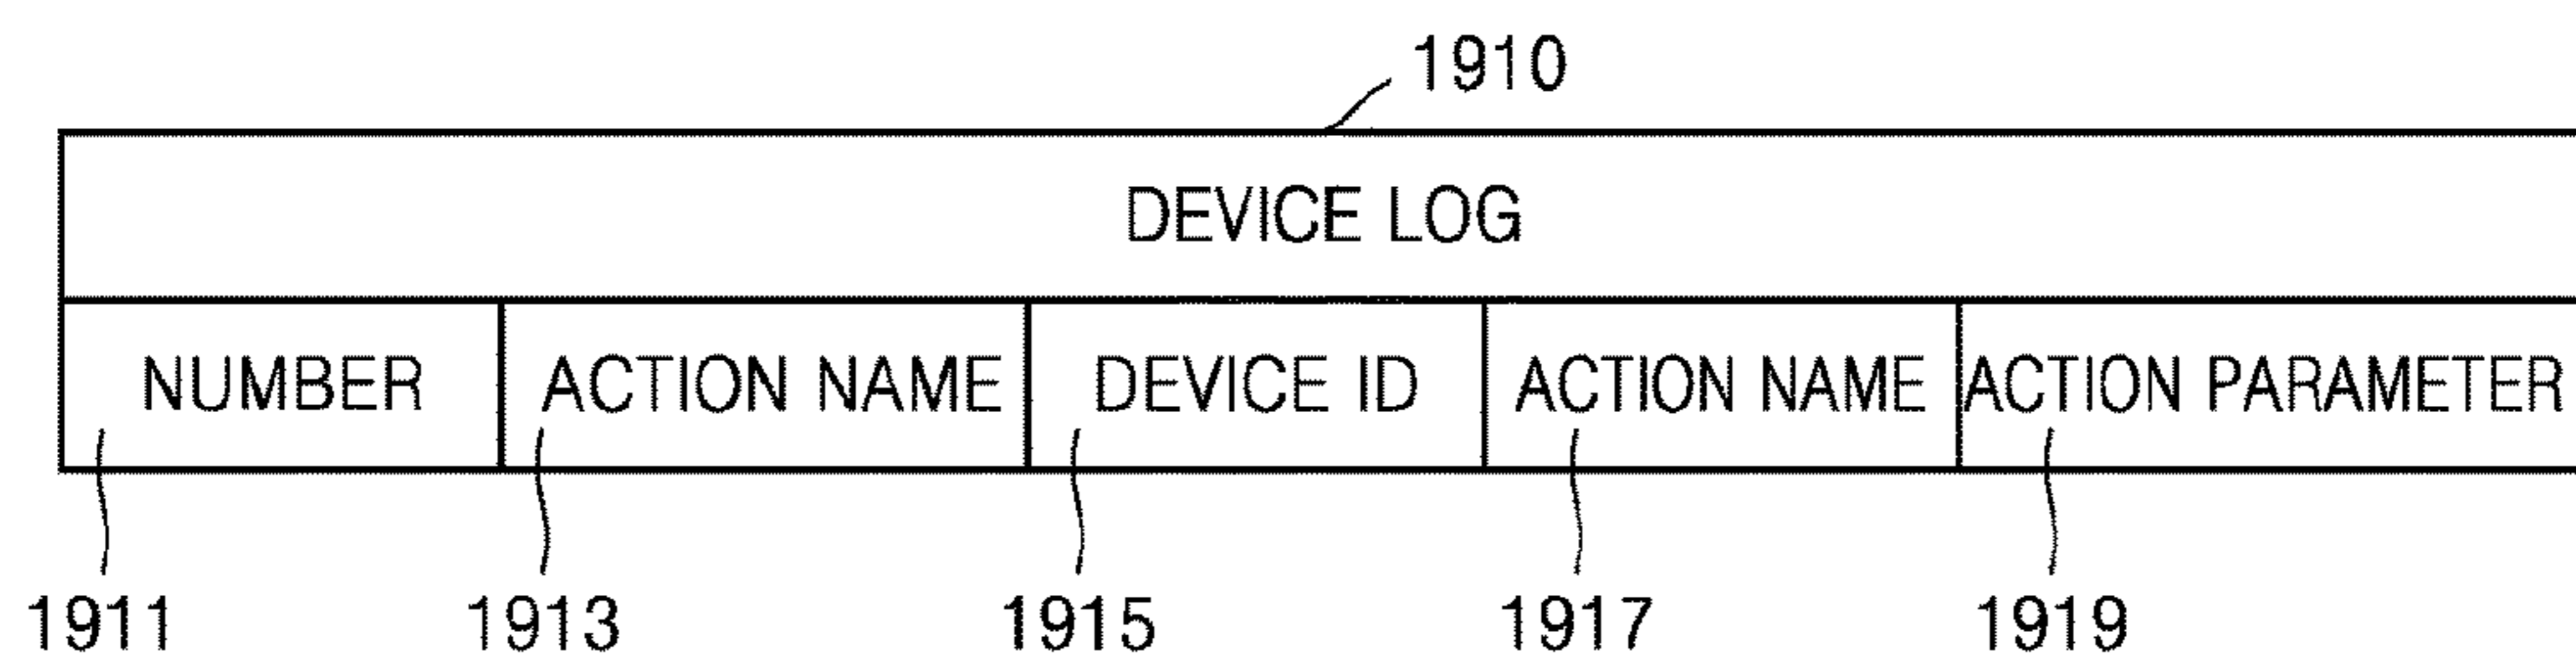 1910
DEVICE LOG
NUMBER ACTION NAME DEVICE ID ACTION NAME ACTION PARAMETER
1911 1913 1915 1917 1919